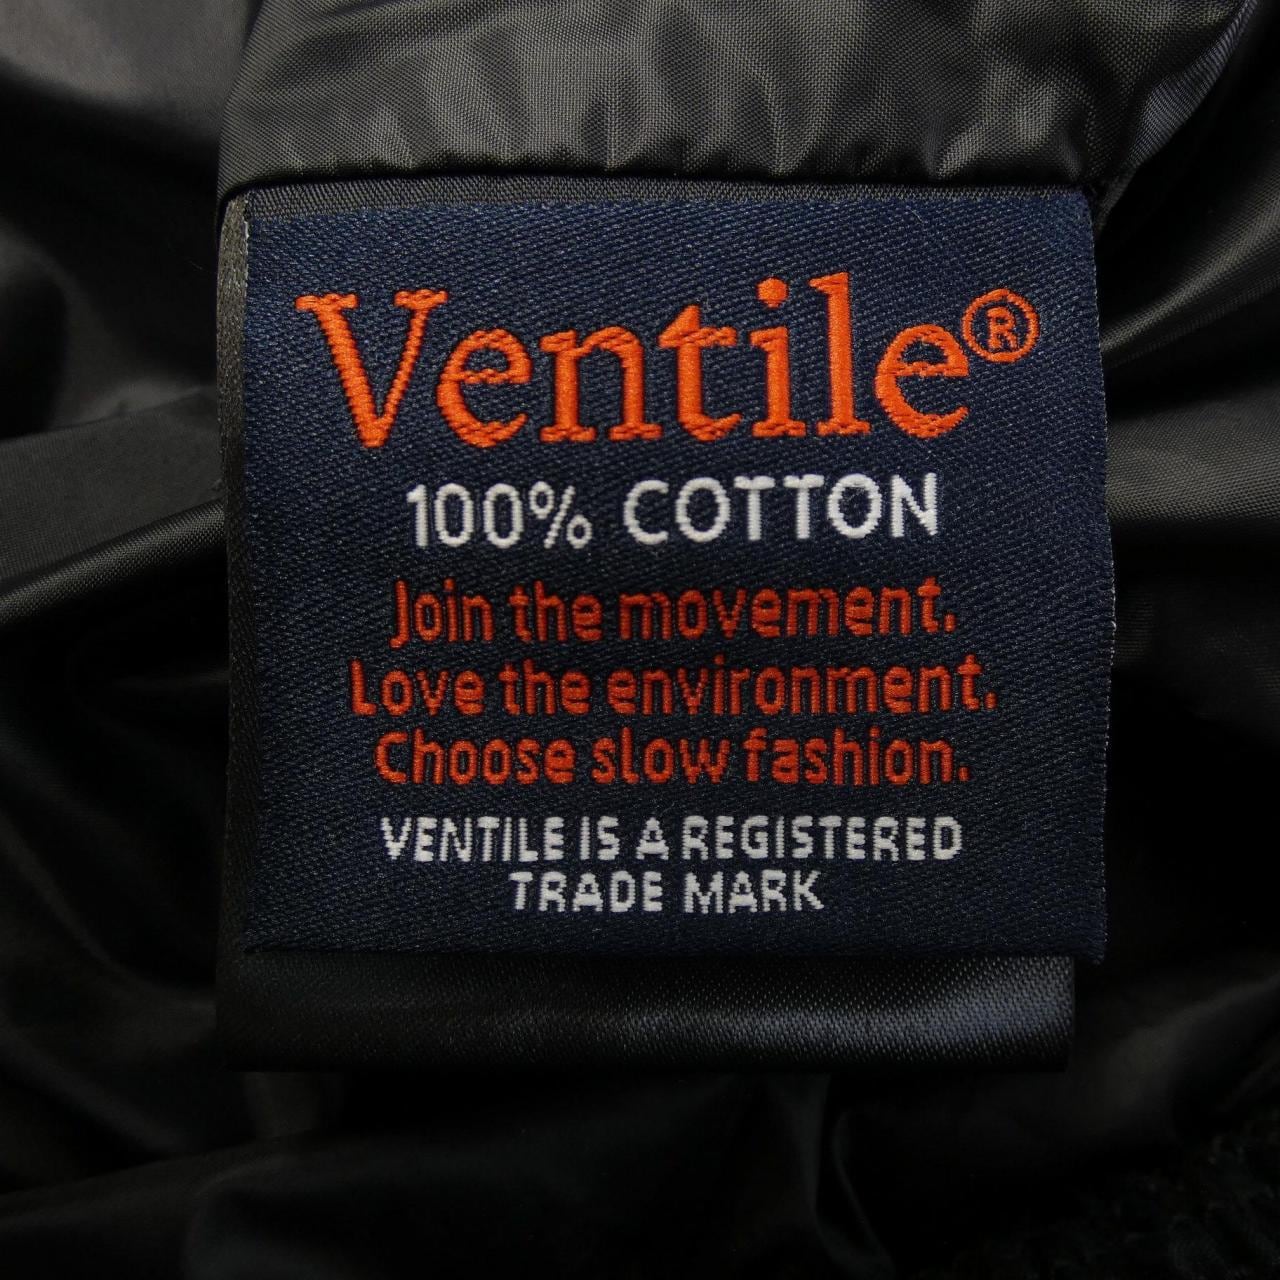 Ventile®
100% COTTON
Join the movement.
Love the environment.
Choose slow fashion.
VENTILE IS A REGISTERED
TRADE MARK